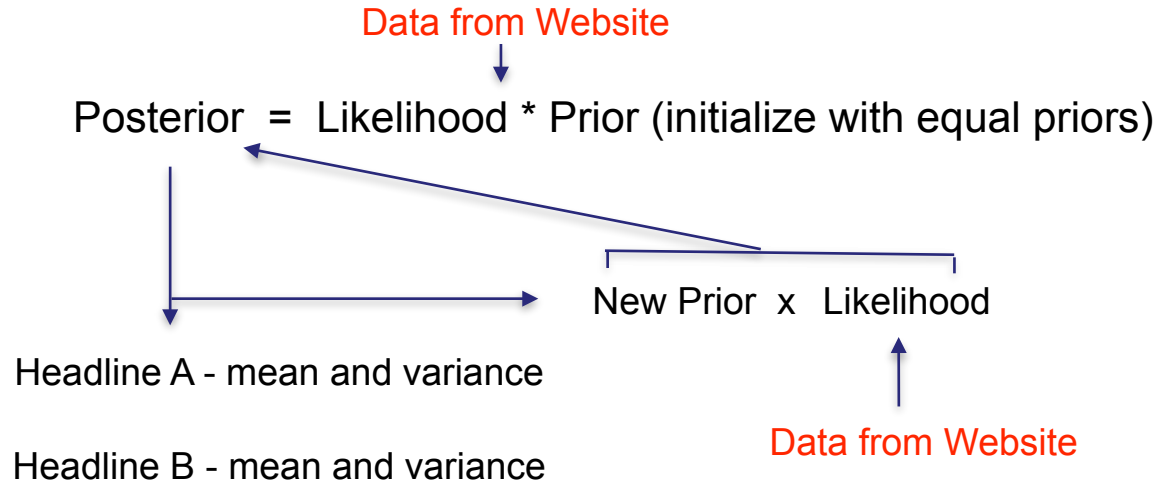 Data from Website
Posterior = Likelihood * Prior (initialize with equal priors)
New Prior x Likelihood
Headline A - mean and variance
Data from Website
Headline B - mean and variance